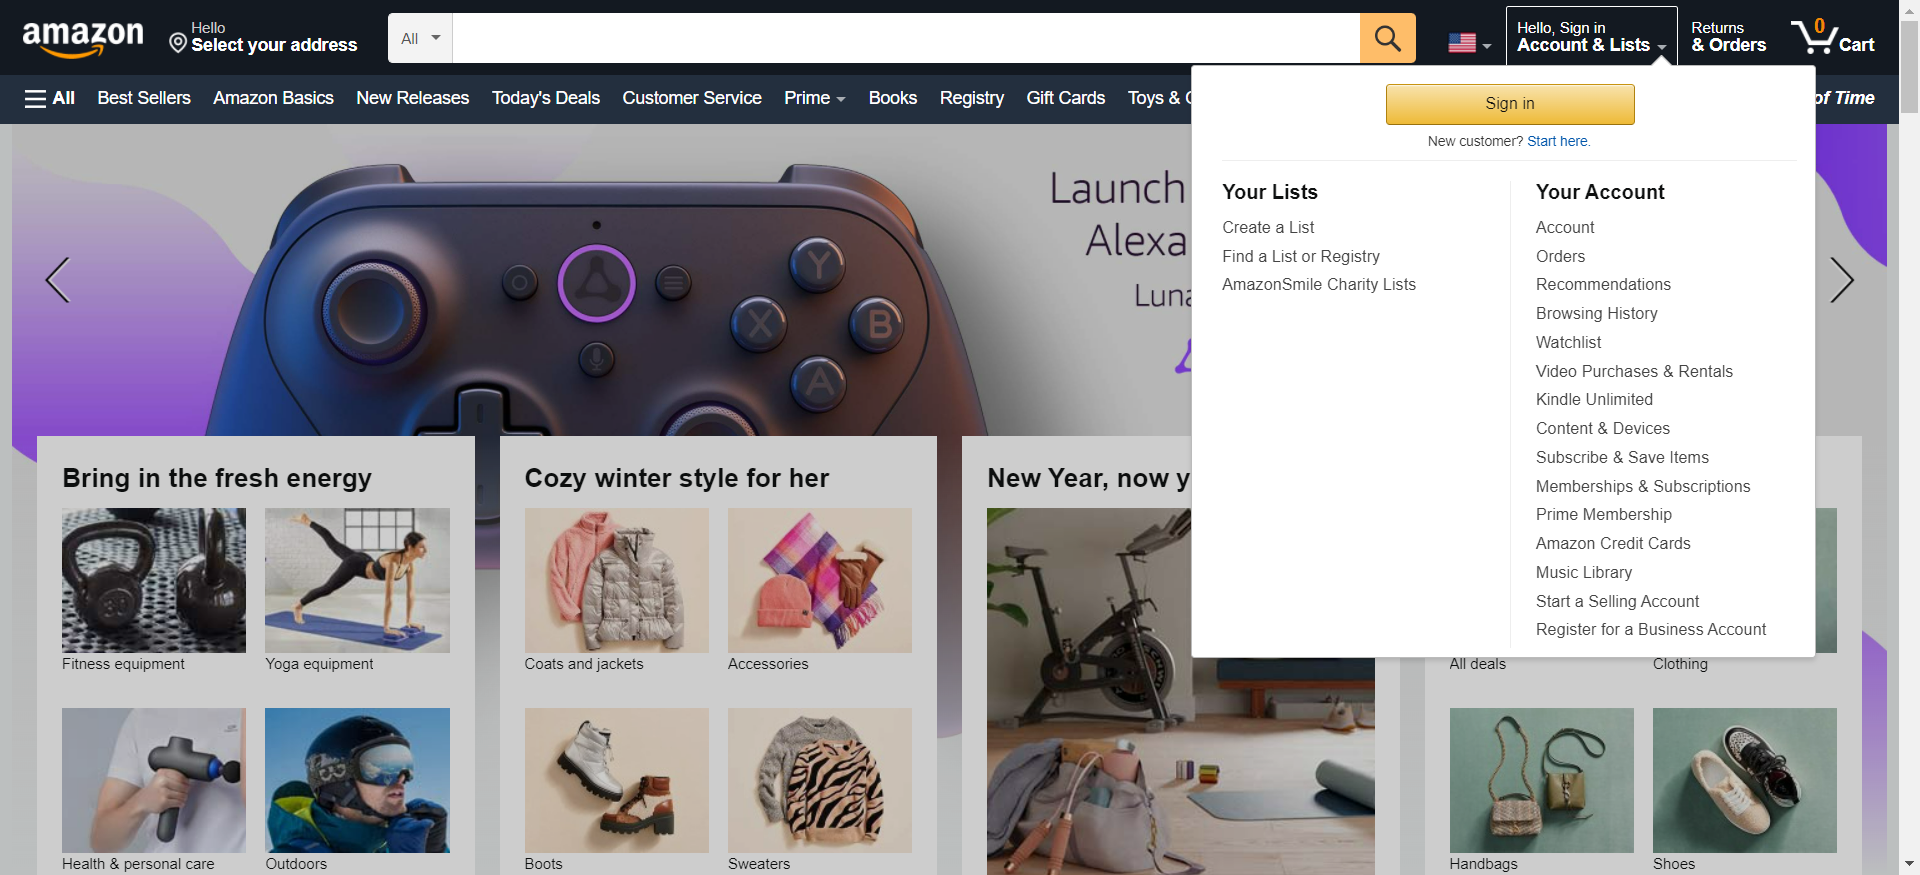 amazon
Hello
Select your address
All
Hello, Sign in
Account & Lists
Returns
& Orders
0
Cart
All
Best Sellers
Amazon Basics
New Releases
Today's Deals
Customer Service
Prime
Books
Registry
Gift Cards
Toys &
of Time
Sign in
New customer? Start here.
Your Lists
Create a List
Find a List or Registry
AmazonSmile Charity Lists
Your Account
Account
Orders
Recommendations
Browsing History
Watchlist
Video Purchases & Rentals
Kindle Unlimited
Content & Devices
Subscribe & Save Items
Memberships & Subscriptions
Prime Membership
Amazon Credit Cards
Music Library
Start a Selling Account
Register for a Business Account
Launch
Alexa
Luna
Y
X
B
A
Bring in the fresh energy
Fitness equipment
Yoga equipment
Health & personal care
Outdoors
Cozy winter style for her
Coats and jackets
Accessories
Boots
Sweaters
New Year, now y
All deals
Clothing
Handbags
Shoes